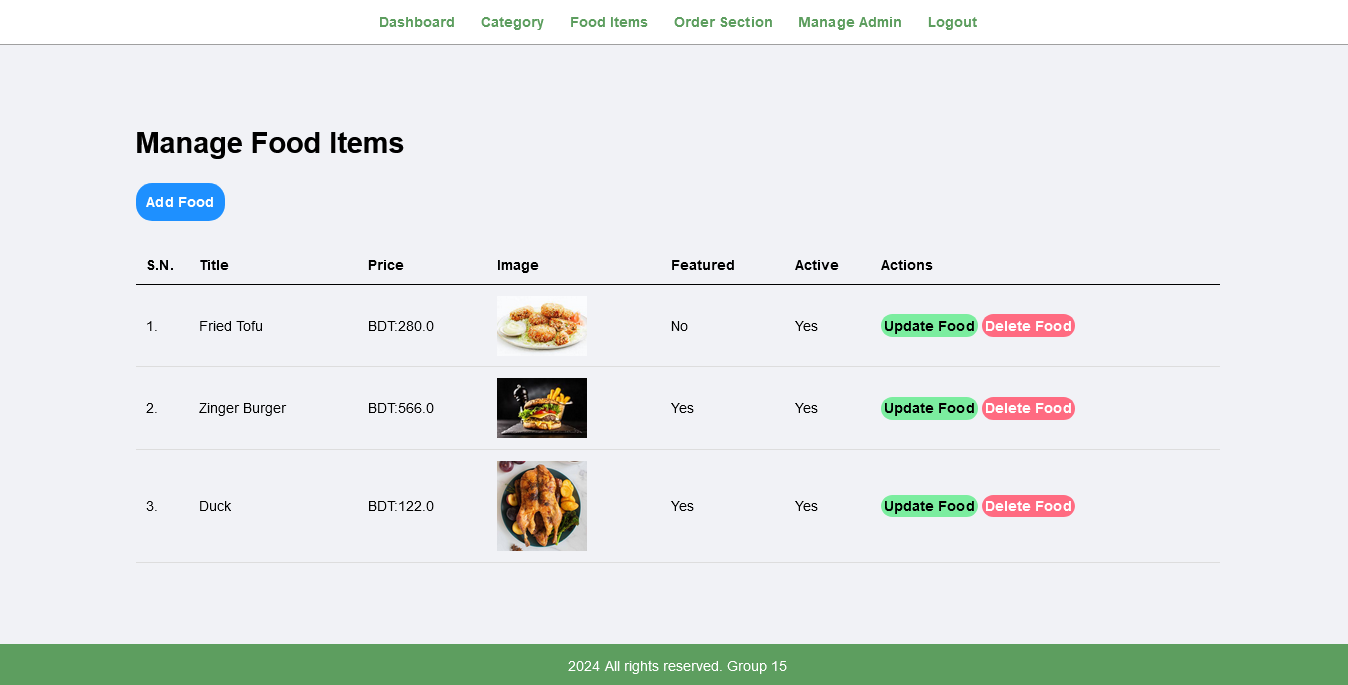 Dashboard Category Food Items Order Section Manage Admin Logout
Manage Food Items
Add Food
S.N. Title Price Image Featured Active Actions
1. Fried Tofu BDT:280.0 No Yes Update Food Delete Food
2. Zinger Burger BDT:566.0 Yes Yes Update Food Delete Food
3. Duck BDT:122.0 Yes Yes Update Food Delete Food
2024 All rights reserved. Group 15